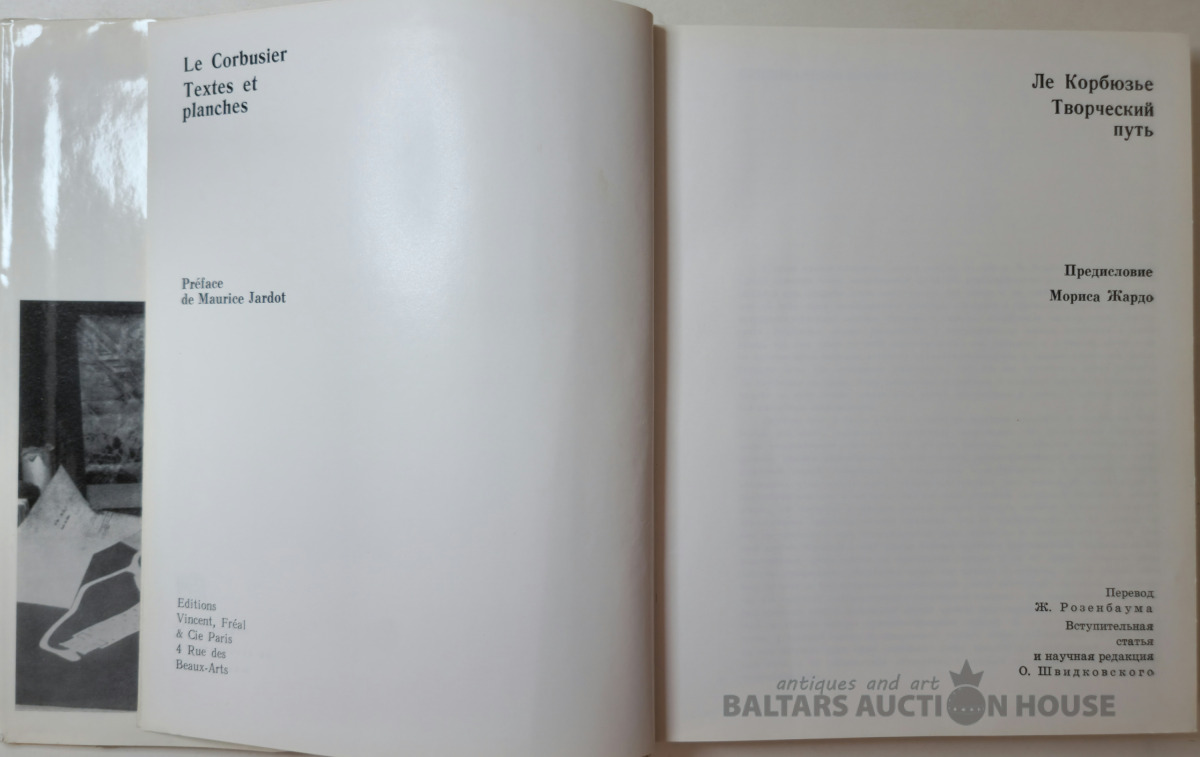 Le Corbusier
Textes et
planches
Préface
de Maurice Jardot
Editions
Vincent, Fréal
& Cie Paris
4 Rue des
Beaux-Arts
Ле Корбюзье
Творческий
путь
Предисловие
Мориса Жардо
Перевод
Ж. Розенбаума
Вступительная
статья
и научная редакция
О. Швидковского
antiques and art
BALTARS AUCTION HOUSE